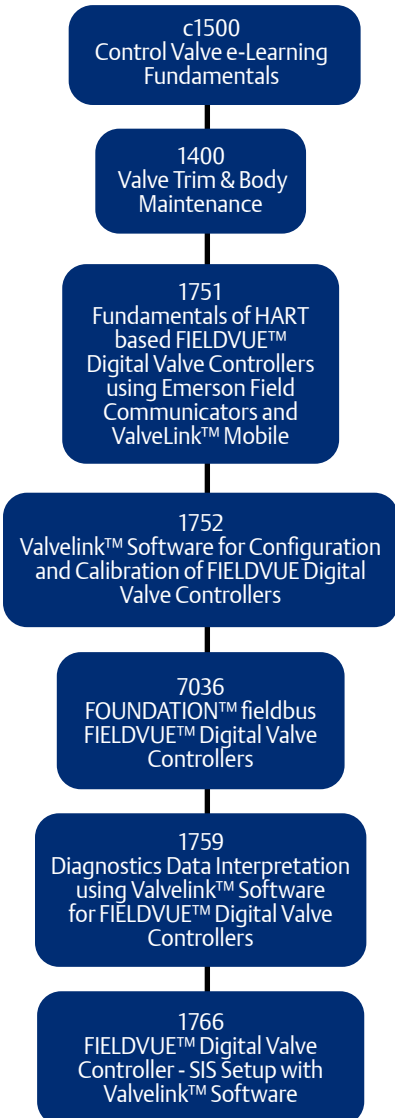 c1500
Control Valve e-Learning
Fundamentals
1400
Valve Trim & Body
Maintenance
1751
Fundamentals of HART
based FIELDVUE™
Digital Valve Controllers
using Emerson Field
Communicators and
ValveLink™ Mobile
1752
Valvelink™ Software for Configuration
and Calibration of FIELDVUE Digital
Valve Controllers
7036
FOUNDATION™ fieldbus
FIELDVUE™ Digital Valve
Controllers
1759
Diagnostics Data Interpretation
using Valvelink™ Software
for FIELDVUE™ Digital Valve
Controllers
1766
FIELDVUE™ Digital Valve
Controller - SIS Setup with
Valvelink™ Software